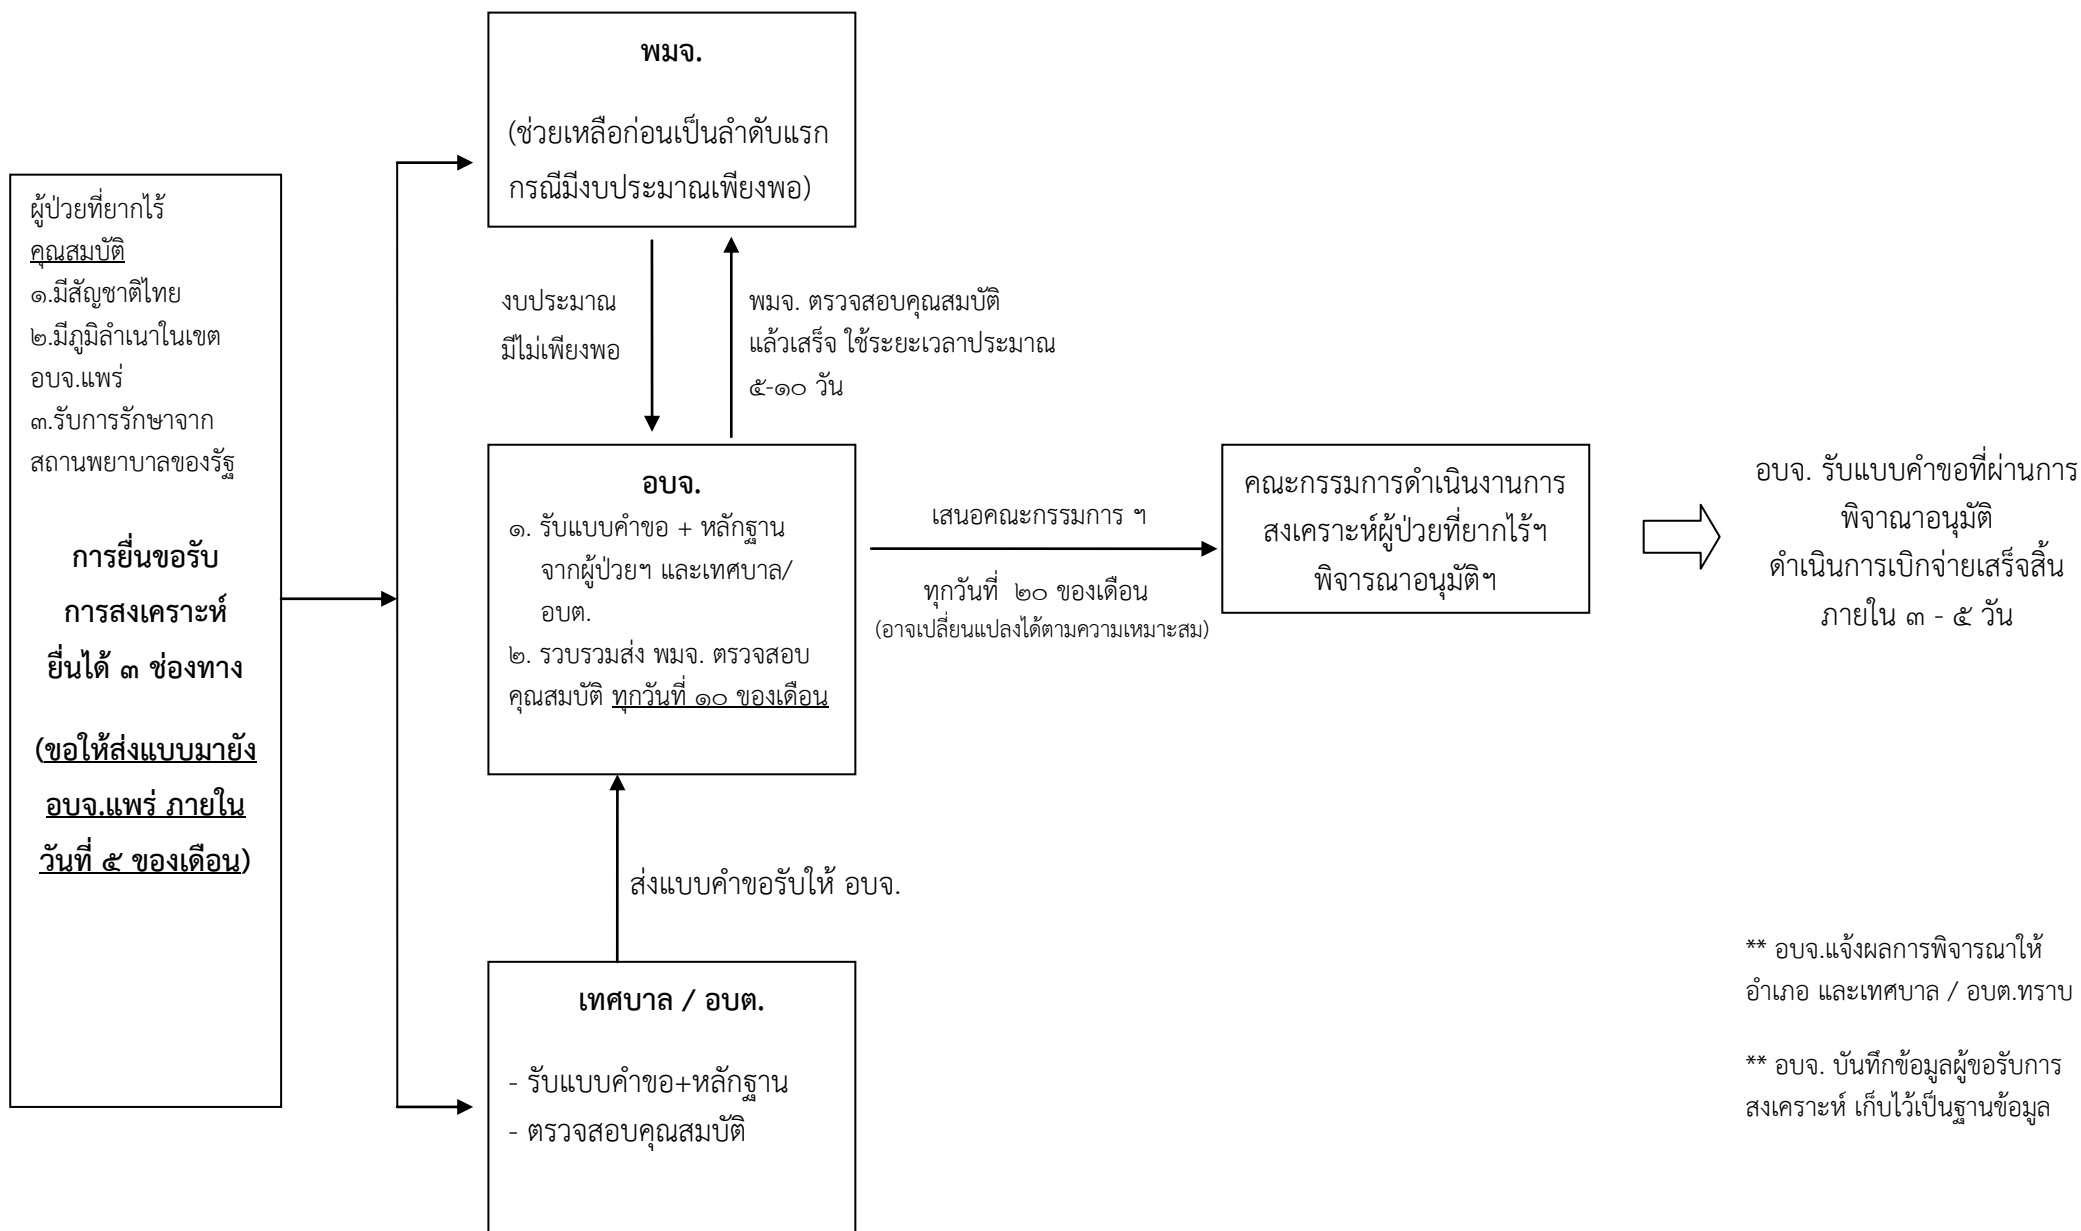 ผู้ป่วยที่ยากไร้
คุณสมบัติ
๑.มีสัญชาติไทย
๒.มีภูมิลำเนาในเขต
อบจ.แพร่
๓.รับการรักษาจาก
สถานพยาบาลของรัฐ
การยื่นขอรับ
การสงเคราะห์
ยื่นได้ ๓ ช่องทาง
(ขอให้ส่งแบบมายัง
อบจ.แพร่ ภายใน
วันที่ ๕ ของเดือน)
พมจ.
(ช่วยเหลือก่อนเป็นลำดับแรก
กรณีมีงบประมาณเพียงพอ)
งบประมาณ
มีไม่เพียงพอ
พมจ. ตรวจสอบคุณสมบัติ
แล้วเสร็จ ใช้ระยะเวลาประมาณ
๕-๑๐ วัน
อบจ.
๑. รับแบบคำขอ + หลักฐาน
จากผู้ป่วยฯ และเทศบาล/
อบต.
๒. รวบรวมส่ง พมจ. ตรวจสอบ
คุณสมบัติ ทุกวันที่ ๑๐ ของเดือน
ส่งแบบคำขอรับให้ อบจ.
เทศบาล / อบต.
- รับแบบคำขอ+หลักฐาน
- ตรวจสอบคุณสมบัติ
เสนอคณะกรรมการ ฯ
ทุกวันที่ ๒๐ ของเดือน
(อาจเปลี่ยนแปลงได้ตามความเหมาะสม)
คณะกรรมการดำเนินงานการ
สงเคราะห์ผู้ป่วยที่ยากไร้ฯ
พิจารณาอนุมัติฯ
อบจ. รับแบบคำขอที่ผ่านการ
พิจาณาอนุมัติ
ดำเนินการเบิกจ่ายเสร็จสิ้น
ภายใน ๓ - ๕ วัน
** อบจ.แจ้งผลการพิจารณาให้
อำเภอ และเทศบาล / อบต.ทราบ
** อบจ. บันทึกข้อมูลผู้ขอรับการ
สงเคราะห์ เก็บไว้เป็นฐานข้อมูล